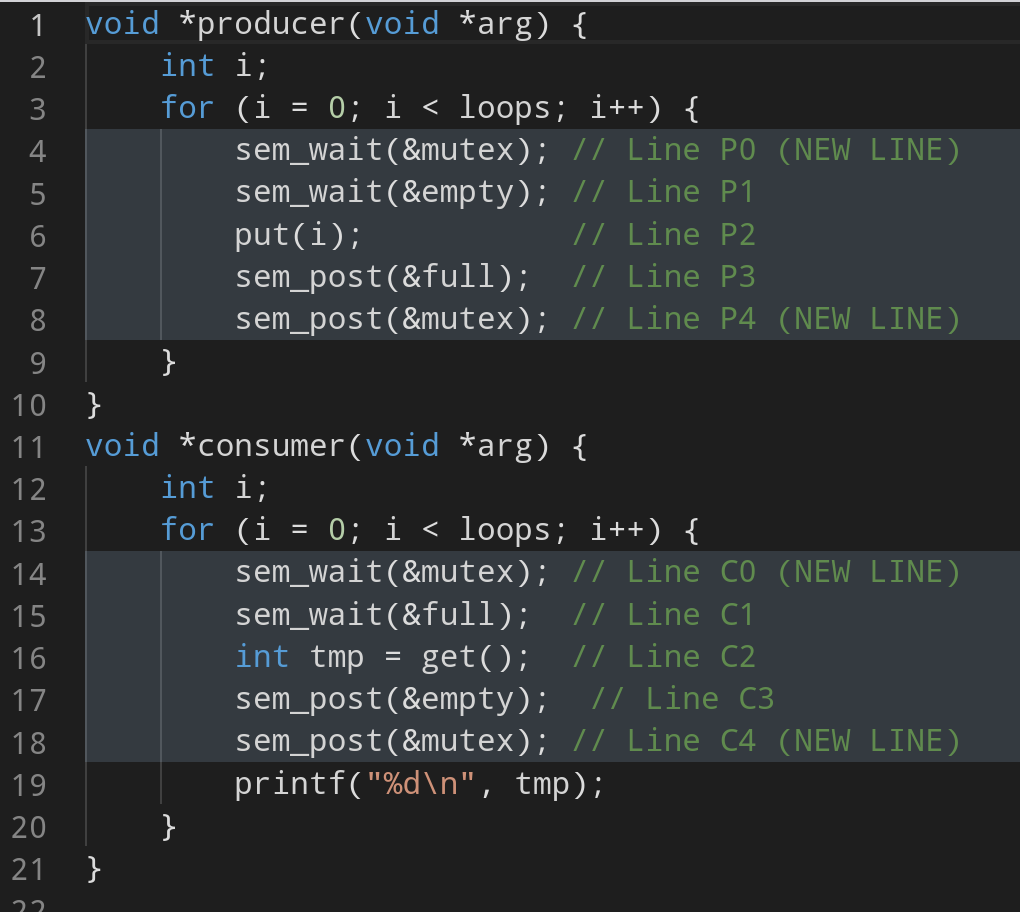 1 void *producer(void *arg) {
2     int i;
3     for (i = 0; i < loops; i++) {
4         sem_wait(&mutex); // Line P0 (NEW LINE)
5         sem_wait(&empty); // Line P1
6         put(i);           // Line P2
7         sem_post(&full);  // Line P3
8         sem_post(&mutex); // Line P4 (NEW LINE)
9     }
10 }
11 void *consumer(void *arg) {
12     int i;
13     for (i = 0; i < loops; i++) {
14         sem_wait(&mutex); // Line C0 (NEW LINE)
15         sem_wait(&full);  // Line C1
16         int tmp = get();  // Line C2
17         sem_post(&empty);  // Line C3
18         sem_post(&mutex); // Line C4 (NEW LINE)
19         printf("%d\n", tmp);
20     }
21 }
22